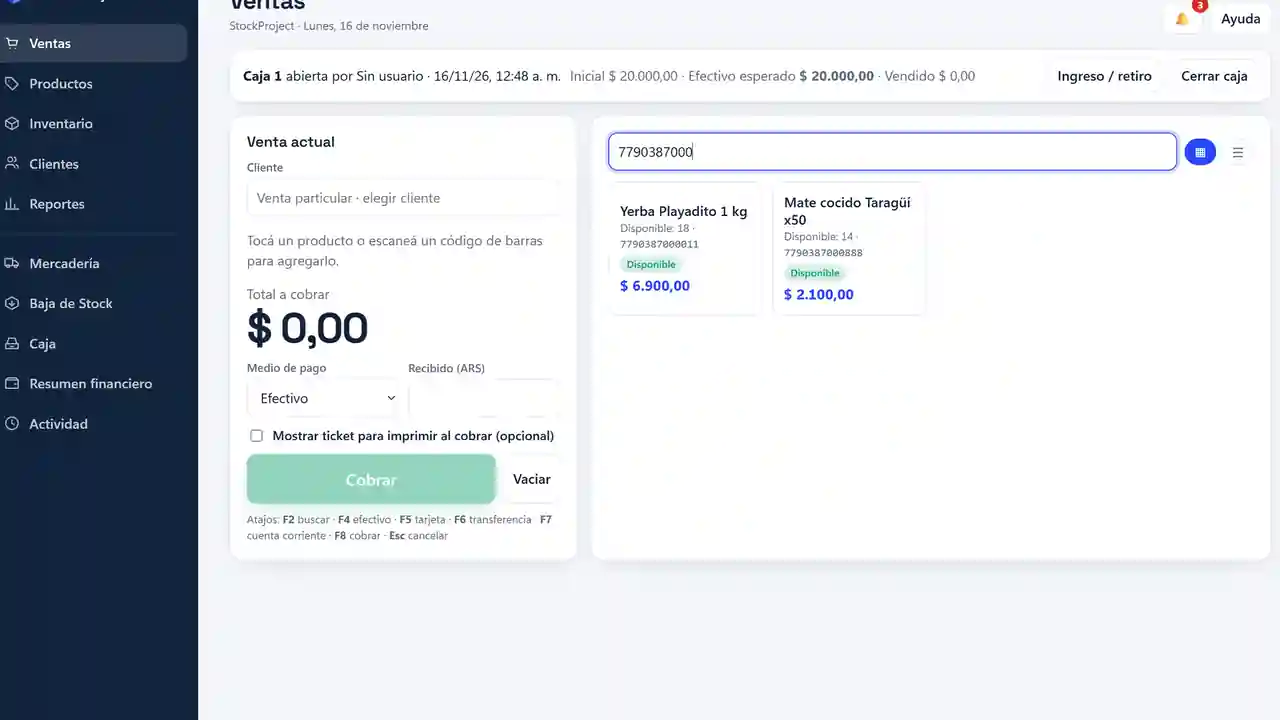 Ventas
StockProject · Lunes, 16 de noviembre
3
Ayuda
Ventas
Productos
Inventario
Clientes
Reportes
Mercadería
Baja de Stock
Caja
Resumen financiero
Actividad
Caja 1 abierta por Sin usuario · 16/11/26, 12:48 a. m. Inicial $ 20.000,00 · Efectivo esperado $ 20.000,00 · Vendido $ 0,00
Ingreso / retiro
Cerrar caja
Venta actual
Cliente
Venta particular · elegir cliente
Tocá un producto o escaneá un código de barras
para agregarlo.
Total a cobrar
$ 0,00
Medio de pago
Recibido (ARS)
Efectivo
Mostrar ticket para imprimir al cobrar (opcional)
Cobrar
Vaciar
Atajos: F2 buscar · F4 efectivo · F5 tarjeta · F6 transferencia F7
cuenta corriente · F8 cobrar · Esc cancelar
7790387000
Yerba Playadito 1 kg
Disponible: 18 ·
7790387000011
Disponible
$ 6.900,00
Mate cocido Taragüi
x50
Disponible: 14 ·
7790387000888
Disponible
$ 2.100,00